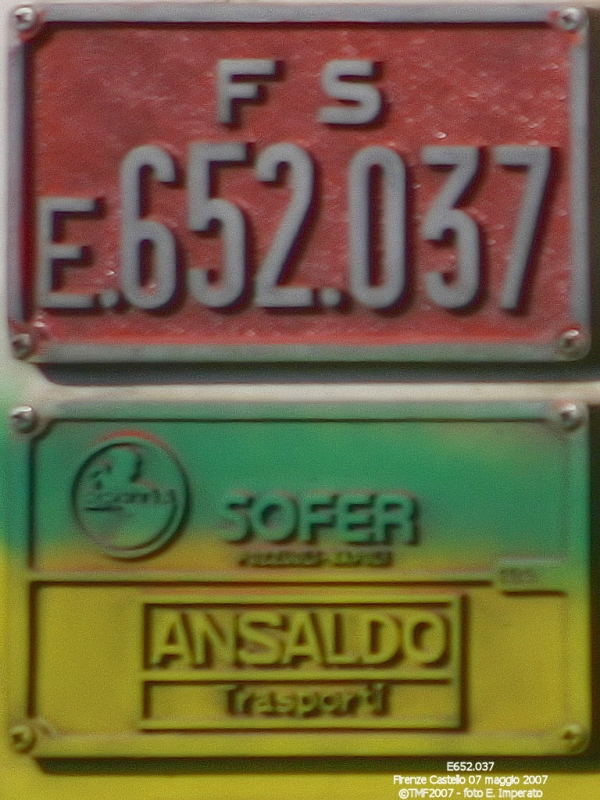 F S
E.652.037
SOFER
ANSALDO
Trasporti
E652.037
Firenze Castello 07 maggio 2007
©TMF2007 - foto E. Imperato